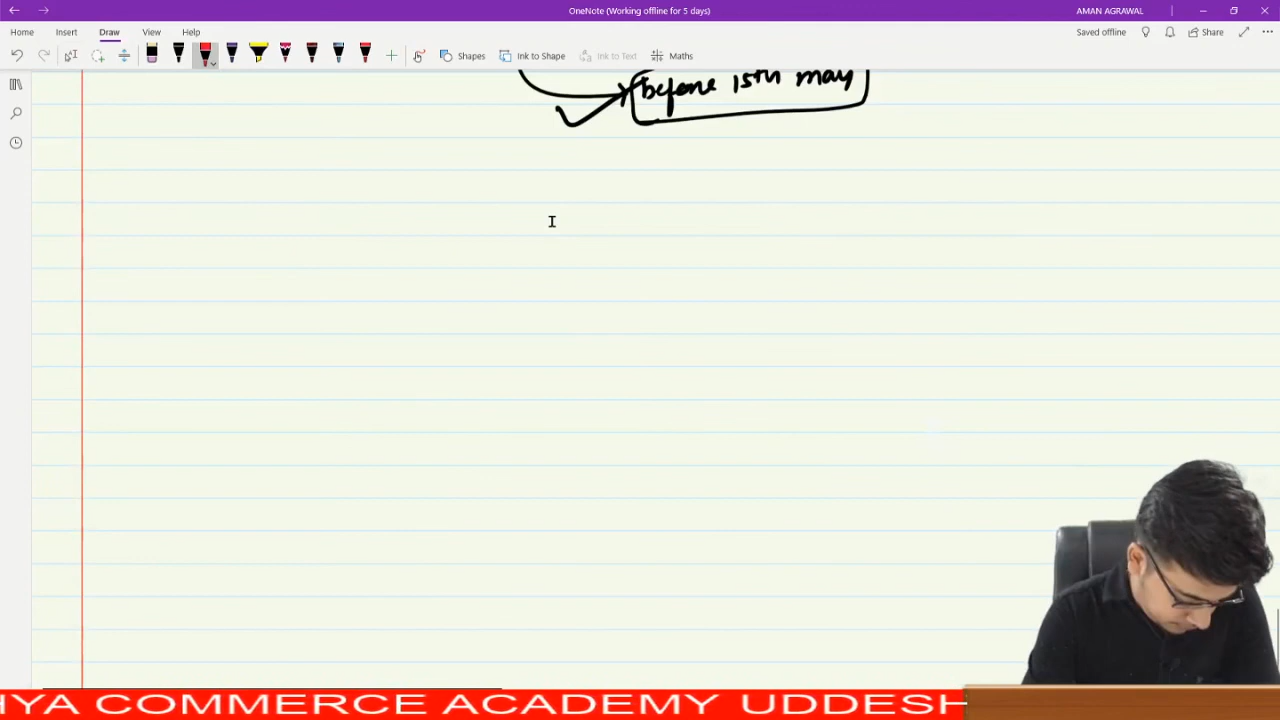 OneNote (Working offline for 5 days)
AMAN AGRAWAL
Home Insert Draw View Help
Saved offline Share
Shapes Ink to Shape Ink to Text Maths
before 15th may
HYA COMMERCE ACADEMY UDDESH